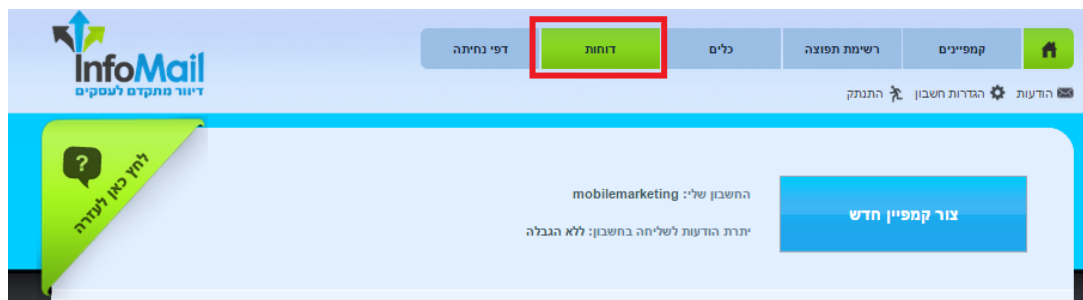 InfoMail
דיוור מתקדם לעסקים
קמפיינים
רשימת תפוצה
כלים
דוחות
דפי נחיתה
הודעות
הגדרות חשבון
התנתק
?
לחץ כאן לעזרה
צור קמפיין חדש
החשבון שלי: mobilemarketing
יתרת הודעות לשליחה בחשבון: ללא הגבלה